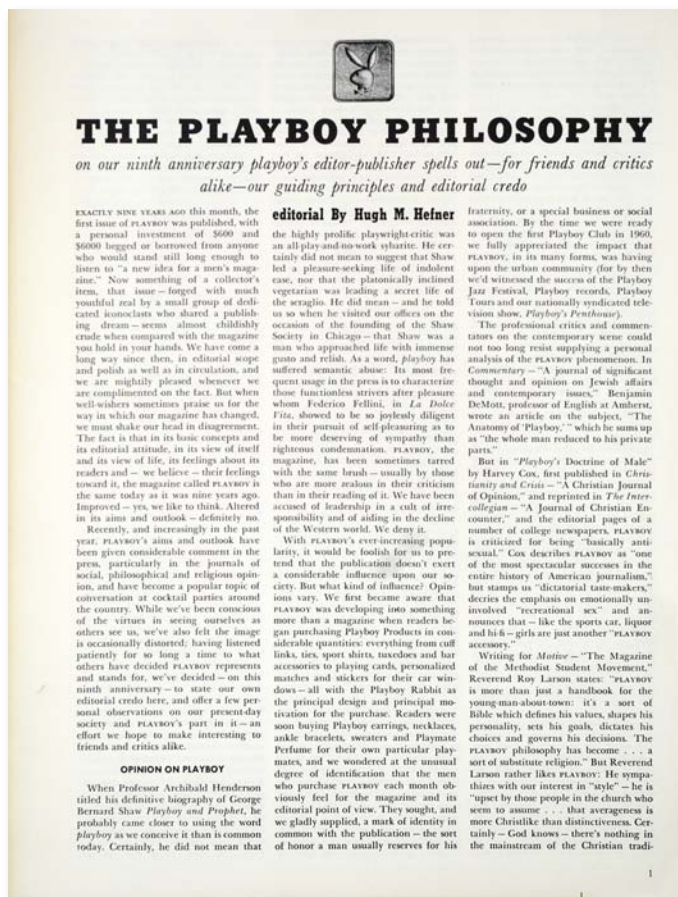 THE PLAYBOY PHILOSOPHY
on our ninth anniversary playboy's editor-publisher spells out—for friends and critics
alike—our guiding principles and editorial credo
EXACTLY NINE YEARS AGO this month, the
first issue of PLAYBOY was published, with
a personal investment of $600 and
$6000 begged or borrowed from anyone
who would stand still long enough to
listen to "a new idea for a men's maga-
zine." Now something of a collector's
item, that issue – forged with much
youthful zeal by a small group of dedi-
cated iconoclasts who shared a publish-
ing dream – seems almost childishly
crude when compared with the magazine
you hold in your hands. We have come a
long way since then, in editorial scope
and polish as well as in circulation, and
we are mightily pleased whenever we
are complimented on the fact. But when
well-wishers sometimes praise us for the
way in which our magazine has changed,
we must shake our head in disagreement.
The fact is that in its basic concepts and
its editorial attitude, in its view of itself
and its view of life, its feelings about its
readers and – we believe – their feelings
toward it, the magazine called PLAYBOY is
the same today as it was nine years ago.
Improved – yes, we like to think. Altered
in its aims and outlook – definitely no.
Recently, and increasingly in the past
year, PLAYBOY's aims and outlook have
been given considerable comment in the
press, particularly in the journals of
social, philosophical and religious opin-
ion, and have become a popular topic of
conversation at cocktail parties around
the country. While we've been conscious
of the virtues in seeing ourselves as
others see us, we've also felt the image
is occasionally distorted; having listened
patiently for so long a time to what
others have decided PLAYBOY represents
and stands for, we've decided – on this
ninth anniversary – to state our own
editorial credo here, and offer a few per-
sonal observations on our present-day
society and PLAYBOY's part in it – an
effort we hope to make interesting to
friends and critics alike.
OPINION ON PLAYBOY
When Professor Archibald Henderson
titled his definitive biography of George
Bernard Shaw Playboy and Prophet, he
probably came closer to using the word
playboy as we conceive it than is common
today. Certainly, he did not mean that
editorial By Hugh M. Hefner
the highly prolific playwright-critic was
an all-play-and-no-work sybarite. He cer-
tainly did not mean to suggest that Shaw
led a pleasure-seeking life of indolent
ease, nor that the platonically inclined
vegetarian was leading a secret life of
the seraglio. He did mean – and he told
us so when he visited our offices on the
occasion of the founding of the Shaw
Society in Chicago – that Shaw was a
man who approached life with immense
gusto and relish. As a word, playboy has
suffered semantic abuse: Its most fre-
quent usage in the press is to characterize
those functionless strivers after pleasure
whom Federico Fellini, in La Dolce
Vita, showed to be so joylessly diligent
in their pursuit of self-pleasuring as to
be more deserving of sympathy than
righteous condemnation. PLAYBOY, the
magazine, has been sometimes tarred
with the same brush – usually by those
who are more zealous in their criticism
than in their reading of it. We have been
accused of leadership in a cult of irre-
sponsibility and of aiding in the decline
of the Western world. We deny it.
With PLAYBOY's ever-increasing popu-
larity, it would be foolish for us to pre-
tend that the publication doesn't exert
a considerable influence upon our so-
ciety. But what kind of influence? Opin-
ions vary. We first became aware that
PLAYBOY was developing into something
more than a magazine when readers be-
gan purchasing Playboy Products in con-
siderable quantities: everything from cuff
links, ties, sport shirts, tuxedoes and bar
accessories to playing cards, personalized
matches and stickers for their car win-
dows – all with the Playboy Rabbit as
the principal design and principal mo-
tivation for the purchase. Readers were
soon buying Playboy earrings, necklaces,
ankle bracelets, sweaters and Playmate
Perfume for their own particular play-
mates, and we wondered at the unusual
degree of identification that the men
who purchase PLAYBOY each month ob-
viously feel for the magazine and its
editorial point of view. They sought, and
we gladly supplied, a mark of identity in
common with the publication – the sort
of honor a man usually reserves for his
fraternity, or a special business or social
association. By the time we were ready
to open the first Playboy Club in 1960,
we fully appreciated the impact that
PLAYBOY, in its many forms, was having
upon the urban community (for by then
we'd witnessed the success of the Playboy
Jazz Festival, Playboy records, Playboy
Tours and our nationally syndicated tele-
vision show, Playboy's Penthouse).
The professional critics and commen-
tators on the contemporary scene could
not too long resist supplying a personal
analysis of the PLAYBOY phenomenon. In
Commentary – "A journal of significant
thought and opinion on Jewish affairs
and contemporary issues," Benjamin
DeMott, professor of English at Amherst,
wrote an article on the subject, "The
Anatomy of 'Playboy,' " which he sums up
as "the whole man reduced to his private
parts."
But in "Playboy's Doctrine of Male"
by Harvey Cox, first published in Chris-
tianity and Crisis – "A Christian Journal
of Opinion," and reprinted in The Inter-
collegian – "A Journal of Christian En-
counter," and the editorial pages of a
number of college newspapers, PLAYBOY
is criticized for being "basically anti-
sexual." Cox describes PLAYBOY as "one
of the most spectacular successes in the
entire history of American journalism,"
but stamps us "dictatorial taste-makers,"
decries the emphasis on emotionally un-
involved "recreational sex" and an-
nounces that – like the sports car, liquor
and hi-fi – girls are just another "PLAYBOY
accessory."
Writing for Motive – "The Magazine
of the Methodist Student Movement,"
Reverend Roy Larson states: "PLAYBOY
is more than just a handbook for the
young-man-about-town: it's a sort of
Bible which defines his values, shapes his
personality, sets his goals, dictates his
choices and governs his decisions. The
PLAYBOY philosophy has become . . . a
sort of substitute religion." But Reverend
Larson rather likes PLAYBOY: He sympa-
thizes with our interest in "style" – he is
"upset by those people in the church who
seem to assume . . . that averageness is
more Christlike than distinctiveness. Cer-
tainly – God knows – there's nothing in
the mainstream of the Christian tradi-
1